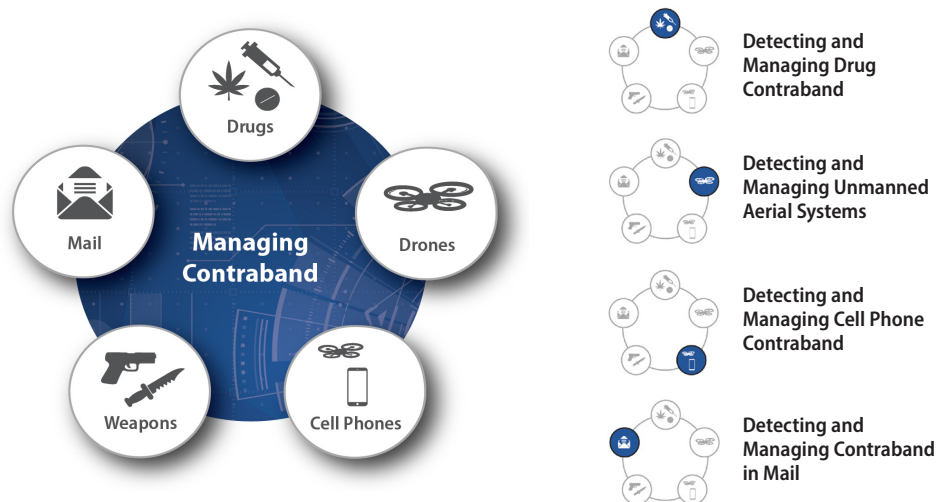 Drugs
Mail
Drones
Managing
Contraband
Weapons
Cell Phones
Detecting and
Managing Drug
Contraband
Detecting and
Managing Unmanned
Aerial Systems
Detecting and
Managing Cell Phone
Contraband
Detecting and
Managing Contraband
in Mail